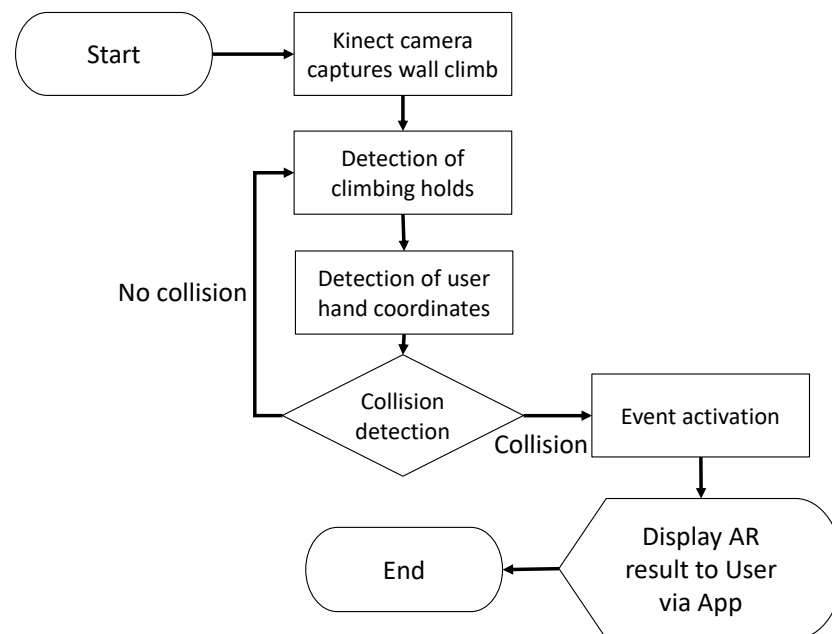 Start
Kinect camera
captures wall climb
Detection of
climbing holds
Detection of user
hand coordinates
No collision
Collision
detection
Collision
Event activation
Display AR
result to User
via App
End